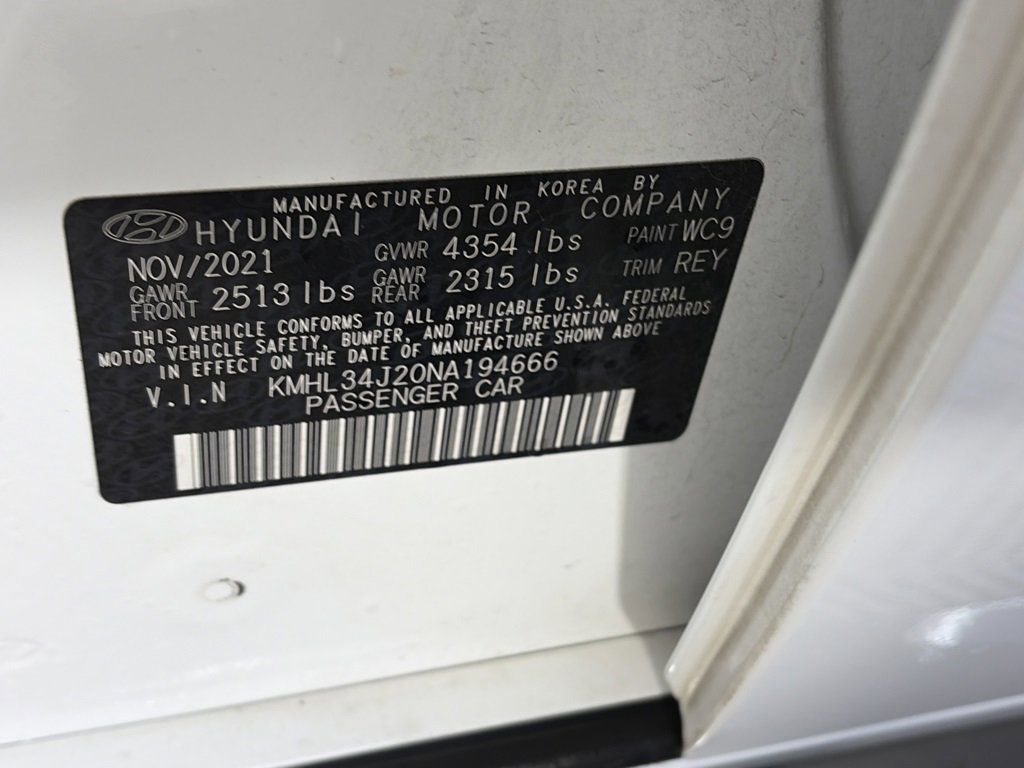 MANUFACTURED IN KOREA BY
HYUNDAI MOTOR COMPANY
NOV/2021 GVWR 4354 lbs PAINT WC9
GAWR FRONT 2513 lbs GAWR REAR 2315 lbs TRIM REY
THIS VEHICLE CONFORMS TO ALL APPLICABLE U.S.A. FEDERAL
MOTOR VEHICLE SAFETY, BUMPER, AND THEFT PREVENTION STANDARDS
IN EFFECT ON THE DATE OF MANUFACTURE SHOWN ABOVE
V.I.N KMHL34J20NA194666
PASSENGER CAR